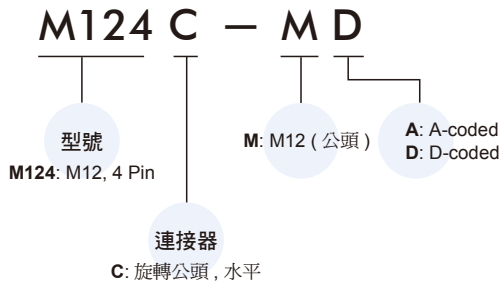 M124 C — M D
型號
M124: M12, 4 Pin
連接器
C: 旋轉公頭 , 水平
M: M12 ( 公頭 )
A: A-coded
D: D-coded